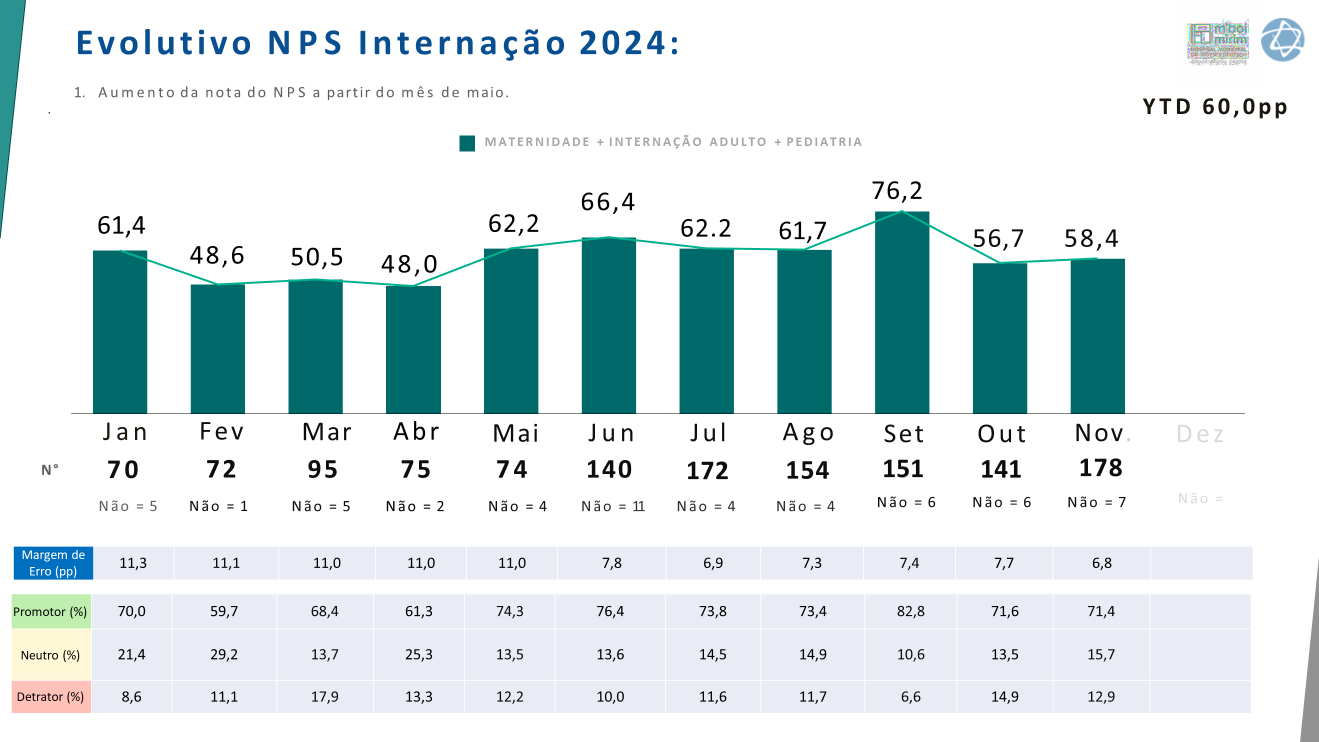 Evolutivo NPS Internação 2024:
m'boi
mirim
1. Aumento da nota do NPS a partir do mês de maio.
.
YTD 60,0pp
MATERNIDADE + INTERNAÇÃO ADULTO + PEDIATRIA
61,4 48,6 50,5 48,0 62,2 66,4 62.2 61,7 76,2 56,7 58,4
Jan Fev Mar Abr Mai Jun Jul Ago Set Out Nov. Dez
N° 70 72 95 75 74 140 172 154 151 141 178
Não = 5 Não = 1 Não = 5 Não = 2 Não = 4 Não = 11 Não = 4 Não = 4 Não = 6 Não = 6 Não = 7 Não =
Margem de
Erro (pp) 11,3 11,1 11,0 11,0 11,0 7,8 6,9 7,3 7,4 7,7 6,8
Promotor (%) 70,0 59,7 68,4 61,3 74,3 76,4 73,8 73,4 82,8 71,6 71,4
Neutro (%) 21,4 29,2 13,7 25,3 13,5 13,6 14,5 14,9 10,6 13,5 15,7
Detrator (%) 8,6 11,1 17,9 13,3 12,2 10,0 11,6 11,7 6,6 14,9 12,9